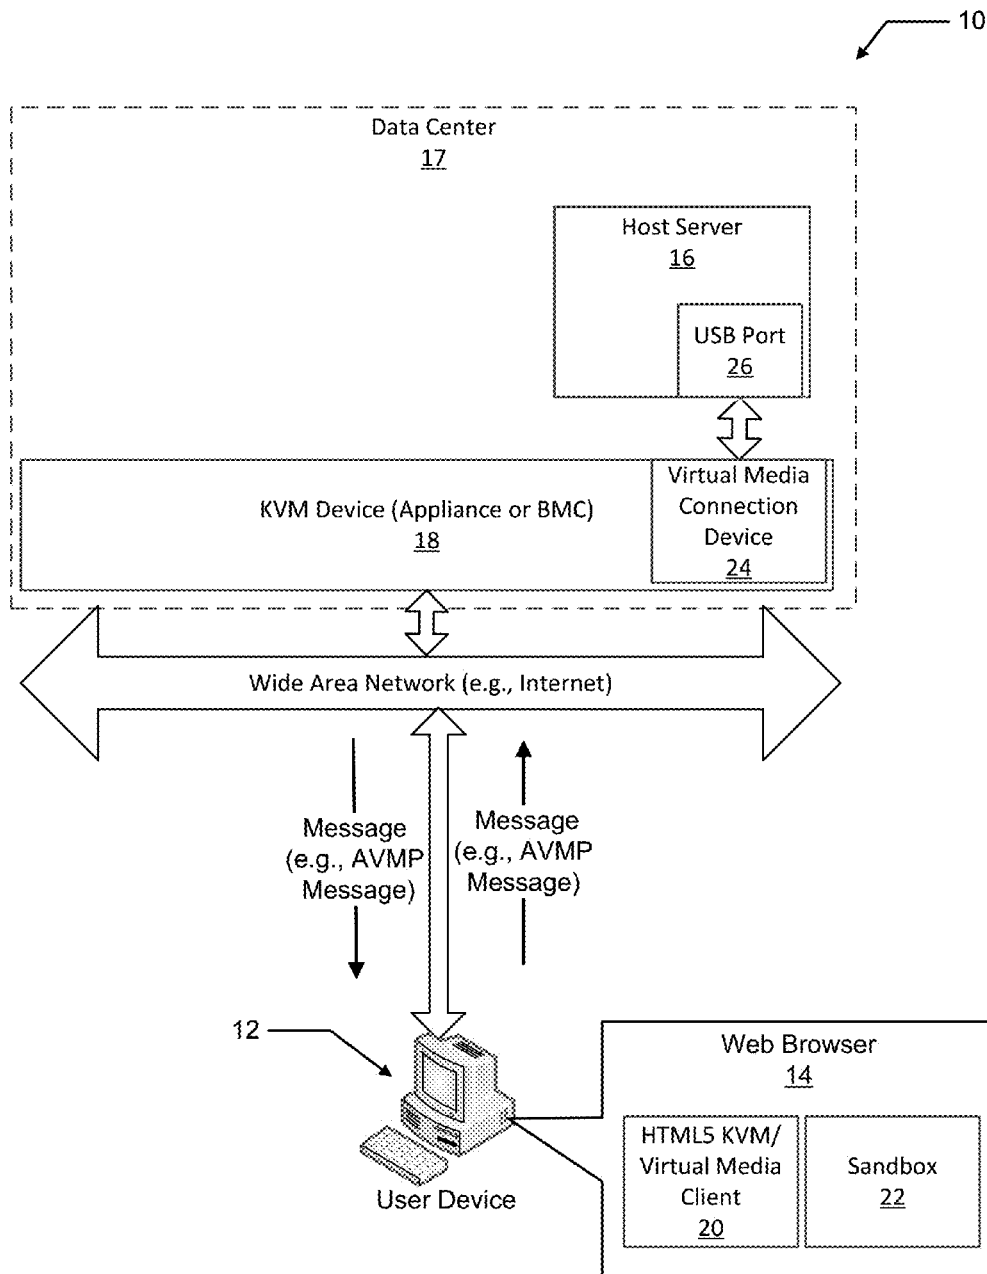 10
Data Center
17
Host Server
16
USB Port
26
KVM Device (Appliance or BMC)
18
Virtual Media
Connection
Device
24
Wide Area Network (e.g., Internet)
Message
(e.g., AVMP
Message)
Message
(e.g., AVMP
Message)
12
User Device
Web Browser
14
HTML5 KVM/
Virtual Media
Client
20
Sandbox
22